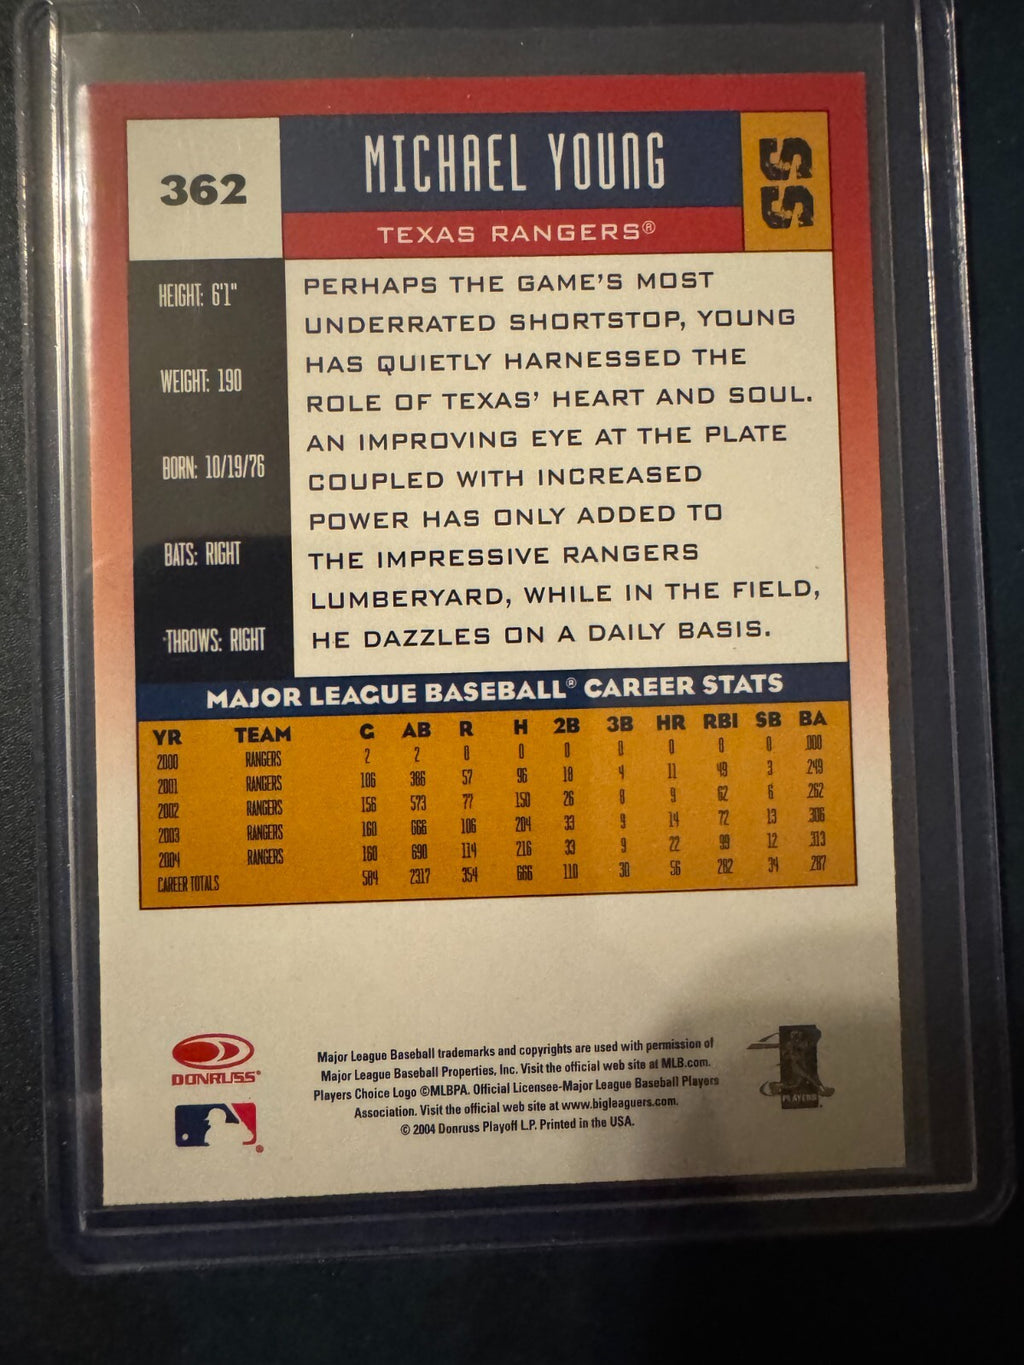 362
MICHAEL YOUNG
SS
TEXAS RANGERS®
HEIGHT: 6'1"
WEIGHT: 190
BORN: 10/19/76
BATS: RIGHT
THROWS: RIGHT
PERHAPS THE GAME'S MOST
UNDERRATED SHORTSTOP, YOUNG
HAS QUIETLY HARNESSED THE
ROLE OF TEXAS' HEART AND SOUL.
AN IMPROVING EYE AT THE PLATE
COUPLED WITH INCREASED
POWER HAS ONLY ADDED TO
THE IMPRESSIVE RANGERS
LUMBERYARD, WHILE IN THE FIELD,
HE DAZZLES ON A DAILY BASIS.
MAJOR LEAGUE BASEBALL® CAREER STATS
YR TEAM G AB R H 2B 3B HR RBI SB BA
2000 RANGERS 2 2 0 0 0 0 0 0 0 .000
2001 RANGERS 106 386 57 96 18 4 11 49 3 .249
2002 RANGERS 156 573 77 150 26 8 9 62 6 .262
2003 RANGERS 160 666 106 204 33 9 14 72 13 .306
2004 RANGERS 160 690 114 216 33 9 22 99 12 .313
CAREER TOTALS 584 2317 354 666 110 30 56 282 34 .287
DONRUSS®
Major League Baseball trademarks and copyrights are used with permission of
Major League Baseball Properties, Inc. Visit the official web site at MLB.com.
Players Choice Logo ©MLBPA. Official Licensee-Major League Baseball Players
Association. Visit the official web site at www.bigleaguers.com.
© 2004 Donruss Playoff L.P. Printed in the USA.
PLAYERS